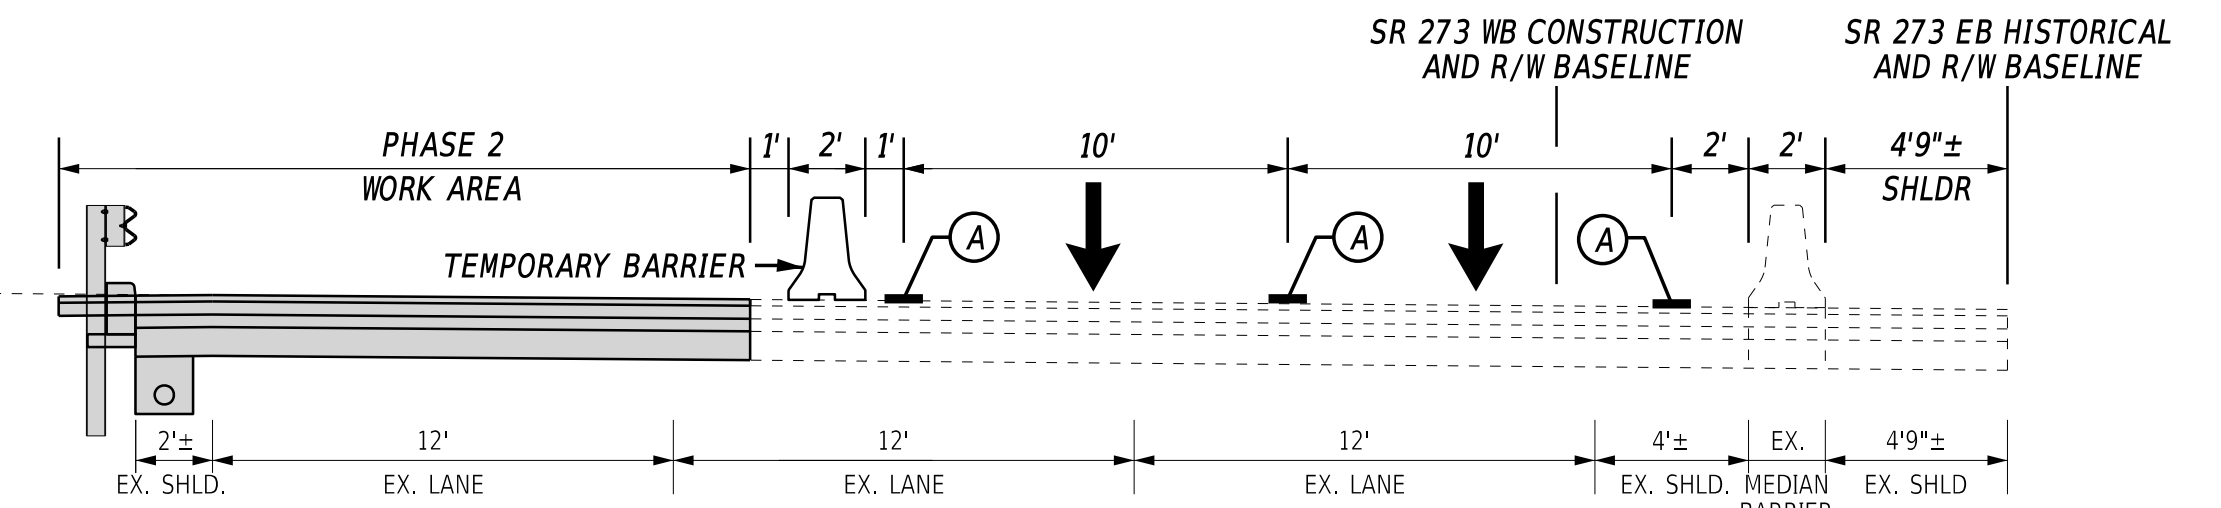 SR 273 WB CONSTRUCTION
AND R/W BASELINE
SR 273 EB HISTORICAL
AND R/W BASELINE
PHASE 2
WORK AREA
1'
2'
1'
10'
10'
2'
2'
4'9"±
SHLDR
TEMPORARY BARRIER
A
A
A
2'±
EX. SHLD.
12'
EX. LANE
12'
EX. LANE
12'
EX. LANE
4'±
EX. SHLD.
EX.
MEDIAN
BARRIER
4'9"±
EX. SHLD